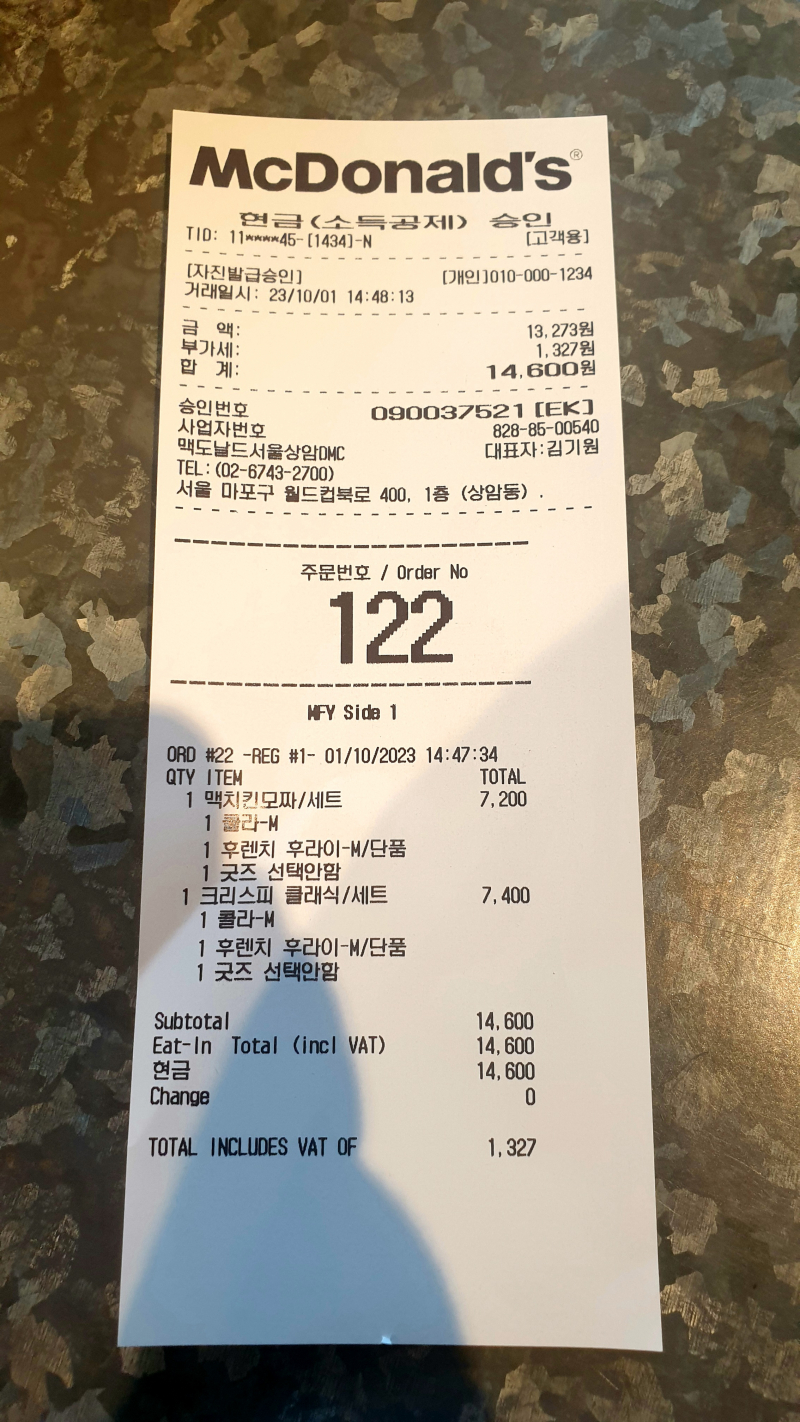 McDonald's®
현금(소득공제) 승인
TID: 11****45-[1434]-N [고객용]
[자진발급승인] [개인]010-000-1234
거래일시: 23/10/01 14:48:13
금 액: 13,273원
부가세: 1,327원
합 계: 14,600원
승인번호 090037521 [EK]
사업자번호 828-85-00540
맥도날드서울상암DMC 대표자:김기원
TEL:(02-6743-2700)
서울 마포구 월드컵북로 400, 1층 (상암동) .
주문번호 / Order No
122
MFY Side 1
ORD #22 -REG #1- 01/10/2023 14:47:34
QTY ITEM TOTAL
1 맥치킨모짜/세트 7,200
1 콜라-M
1 후렌치 후라이-M/단품
1 굿즈 선택안함
1 크리스피 클래식/세트 7,400
1 콜라-M
1 후렌치 후라이-M/단품
1 굿즈 선택안함
Subtotal 14,600
Eat-In Total (incl VAT) 14,600
현금 14,600
Change 0
TOTAL INCLUDES VAT OF 1,327